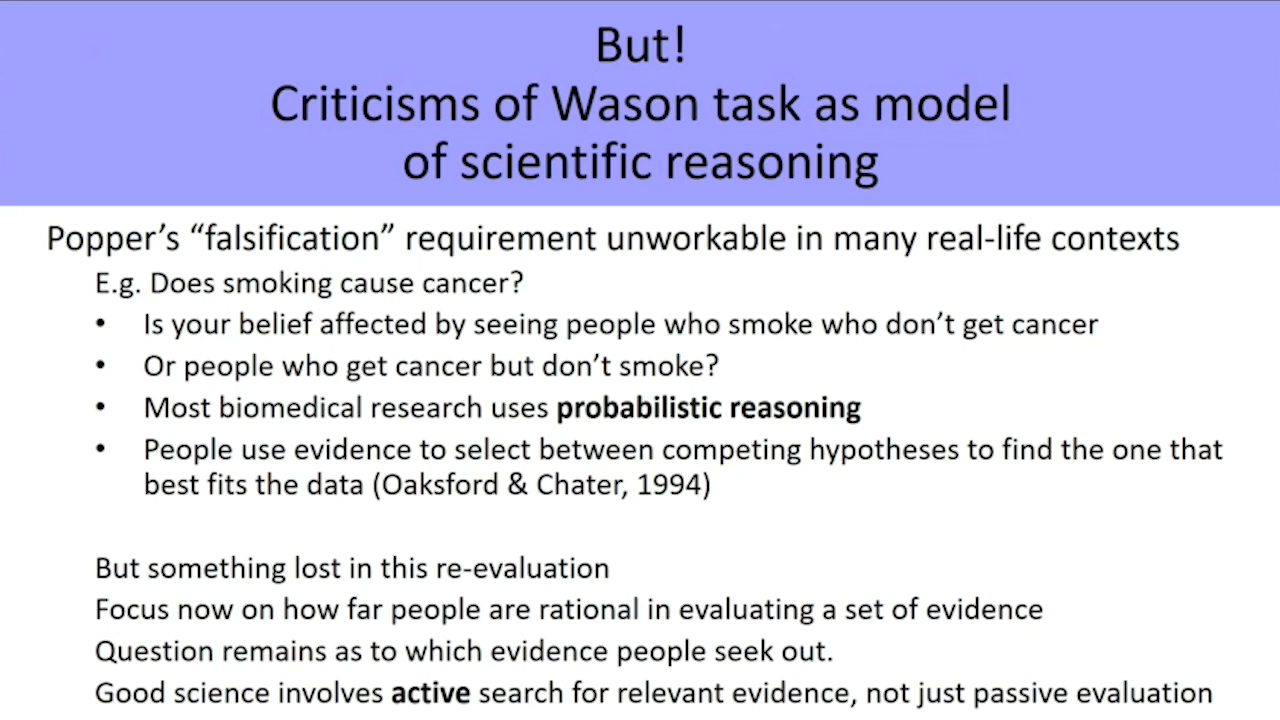 But!
Criticisms of Wason task as model
of scientific reasoning
Popper’s “falsification” requirement unworkable in many real-life contexts
E.g. Does smoking cause cancer?
• Is your belief affected by seeing people who smoke who don’t get cancer
• Or people who get cancer but don’t smoke?
• Most biomedical research uses probabilistic reasoning
• People use evidence to select between competing hypotheses to find the one that
best fits the data (Oaksford & Chater, 1994)
But something lost in this re-evaluation
Focus now on how far people are rational in evaluating a set of evidence
Question remains as to which evidence people seek out.
Good science involves active search for relevant evidence, not just passive evaluation